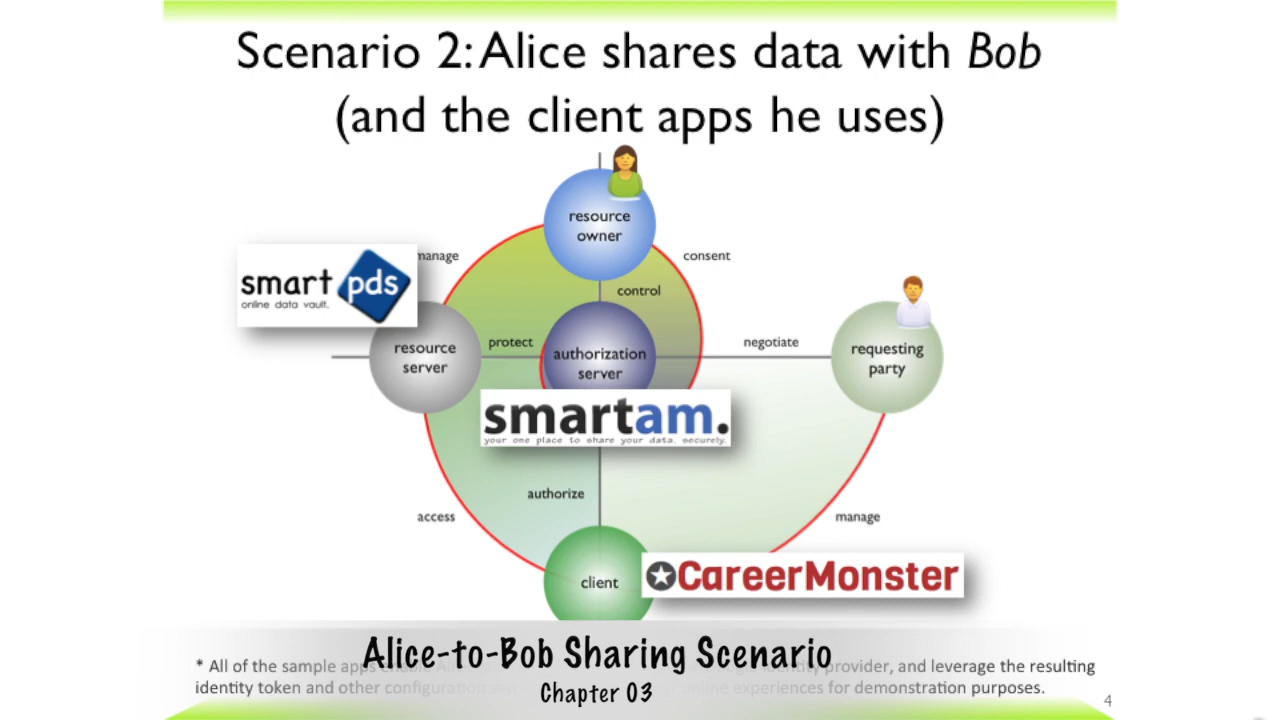 Scenario 2: Alice shares data with Bob
(and the client apps he uses)
resource
owner
manage
consent
smart pds
online data vault.
control
resource
server
protect
authorization
server
negotiate
requesting
party
smartam.
your one place to share your data. securely.
authorize
access
manage
client
CareerMonster
Alice-to-Bob Sharing Scenario
* All of the sample apps provider, and leverage the resulting
identity token and other configuration online experiences for demonstration purposes.
Chapter 03
4